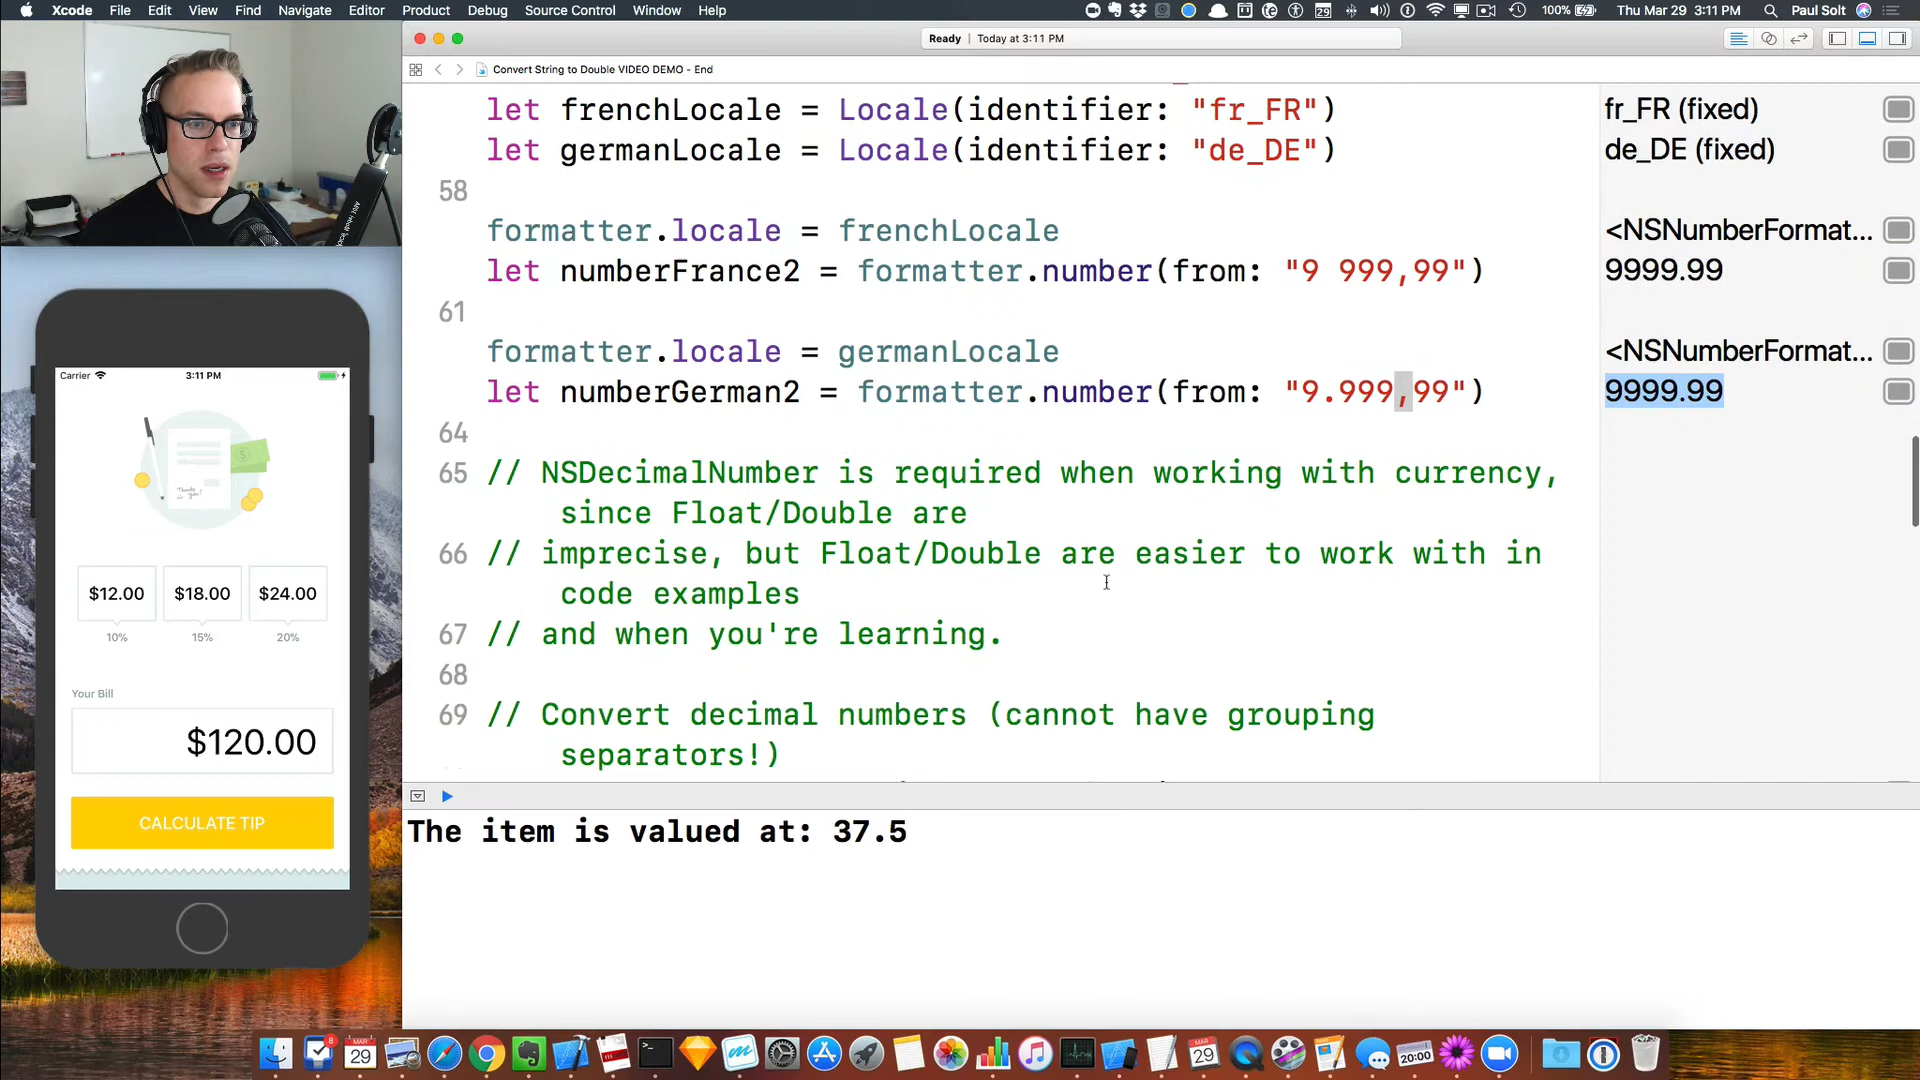 Xcode File Edit View Find Navigate Editor Product Debug Source Control Window Help
100% Thu Mar 29 3:11 PM Paul Solt
Ready | Today at 3:11 PM
Convert String to Double VIDEO DEMO - End
let frenchLocale = Locale(identifier: "fr_FR")
fr_FR (fixed)
let germanLocale = Locale(identifier: "de_DE")
de_DE (fixed)
58
formatter.locale = frenchLocale
<NSNumberFormat...
let numberFrance2 = formatter.number(from: "9 999,99")
9999.99
61
formatter.locale = germanLocale
<NSNumberFormat...
let numberGerman2 = formatter.number(from: "9.999,99")
9999.99
64
65 // NSDecimalNumber is required when working with currency,
since Float/Double are
66 // imprecise, but Float/Double are easier to work with in
code examples
67 // and when you're learning.
68
69 // Convert decimal numbers (cannot have grouping
separators!)
The item is valued at: 37.5
Carrier 3:11 PM
$12.00 $18.00 $24.00
10% 15% 20%
Your Bill
$120.00
CALCULATE TIP
MAR
29
20:00